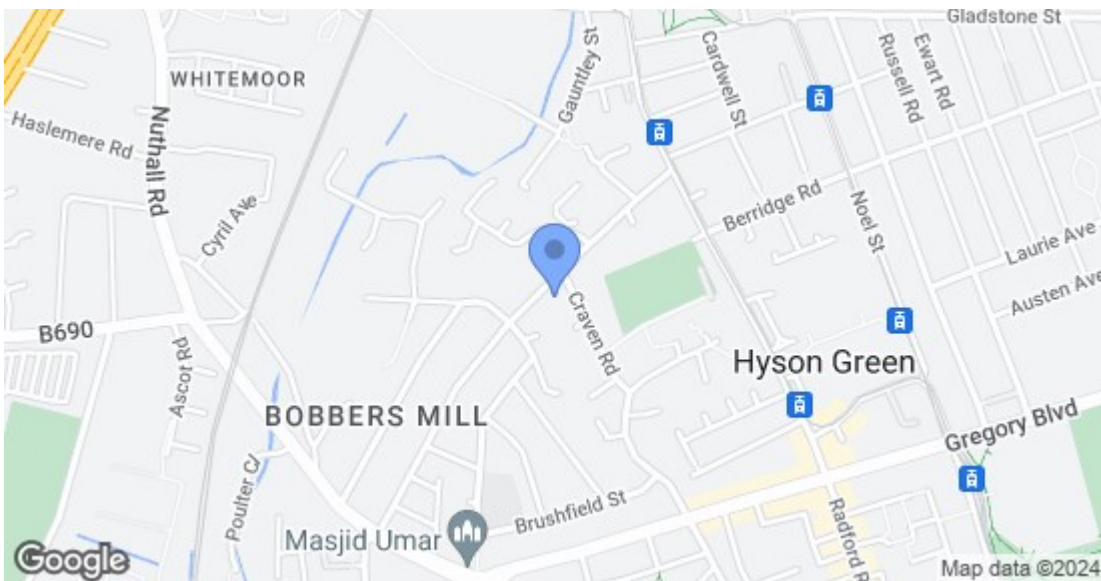 Gladstone St
WHITEMOOR
Gauntley St
Cardwell St
Russell Rd
Ewart Rd
Haslemere Rd
Nuthall Rd
Cyril Ave
Berridge Rd
Noel St
Laurie Ave
Austen Ave
B690
Craven Rd
Ascot Rd
Hyson Green
BOBBERS MILL
Gregory Blvd
Poulter Cl
Brushfield St
Masjid Umar
Radford R
Google
Map data ©2024